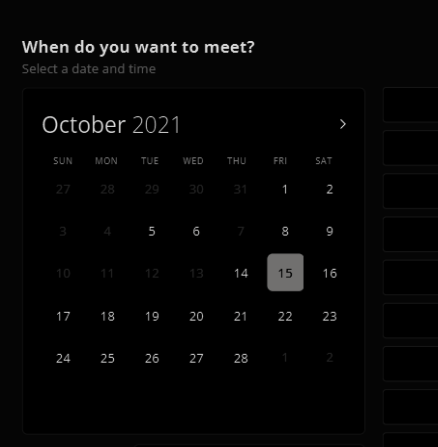 When do you want to meet?
Select a date and time
October 2021
SUN MON TUE WED THU FRI SAT
27 28 29 30 31 1 2
3 4 5 6 7 8 9
10 11 12 13 14 15 16
17 18 19 20 21 22 23
24 25 26 27 28 1 2